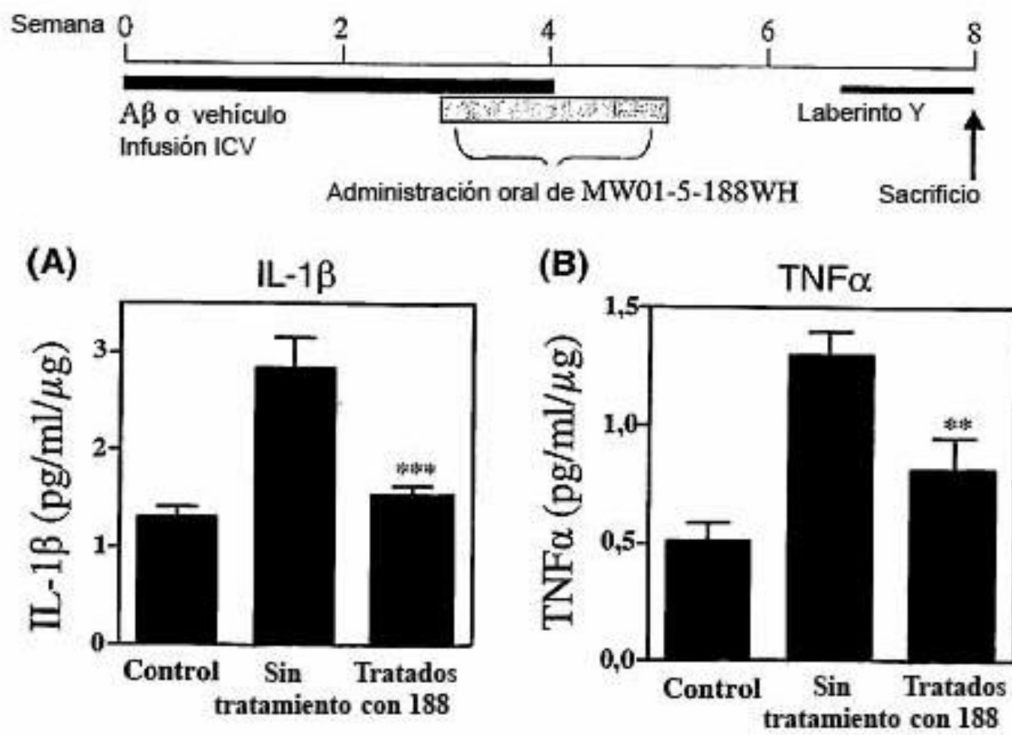 Semana 0 2 4 6 8
Aβ o vehículo
Infusión ICV
Laberinto Y
Administración oral de MW01-5-188WH
Sacrificio
(A)
IL-1β
IL-1β (pg/ml/µg)
3
2
1
0
***
Control
Sin
Tratados
tratamiento con 188
(B)
TNFα
TNFα (pg/ml/µg)
1,5
1,0
0,5
0,0
**
Control
Sin
Tratados
tratamiento con 188